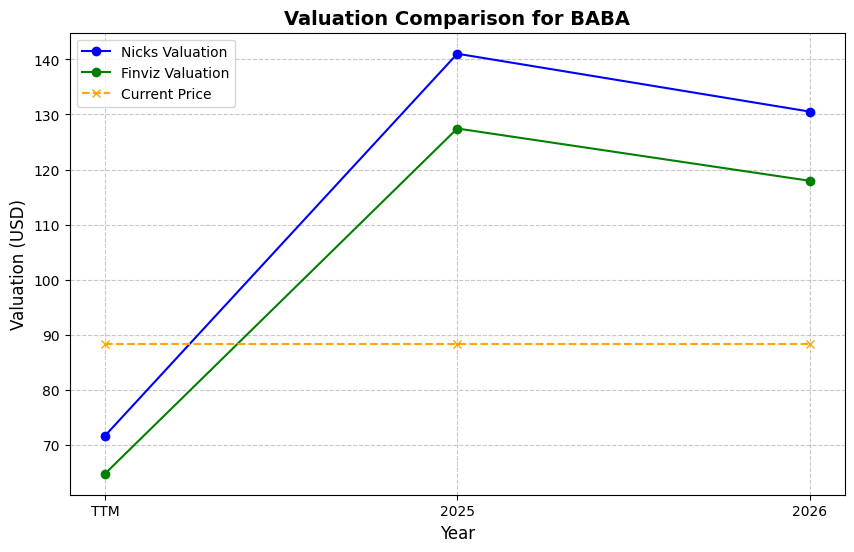 Valuation Comparison for BABA
Nicks Valuation
Finviz Valuation
Current Price
Valuation (USD)
140
130
120
110
100
90
80
70
TTM
2025
2026
Year